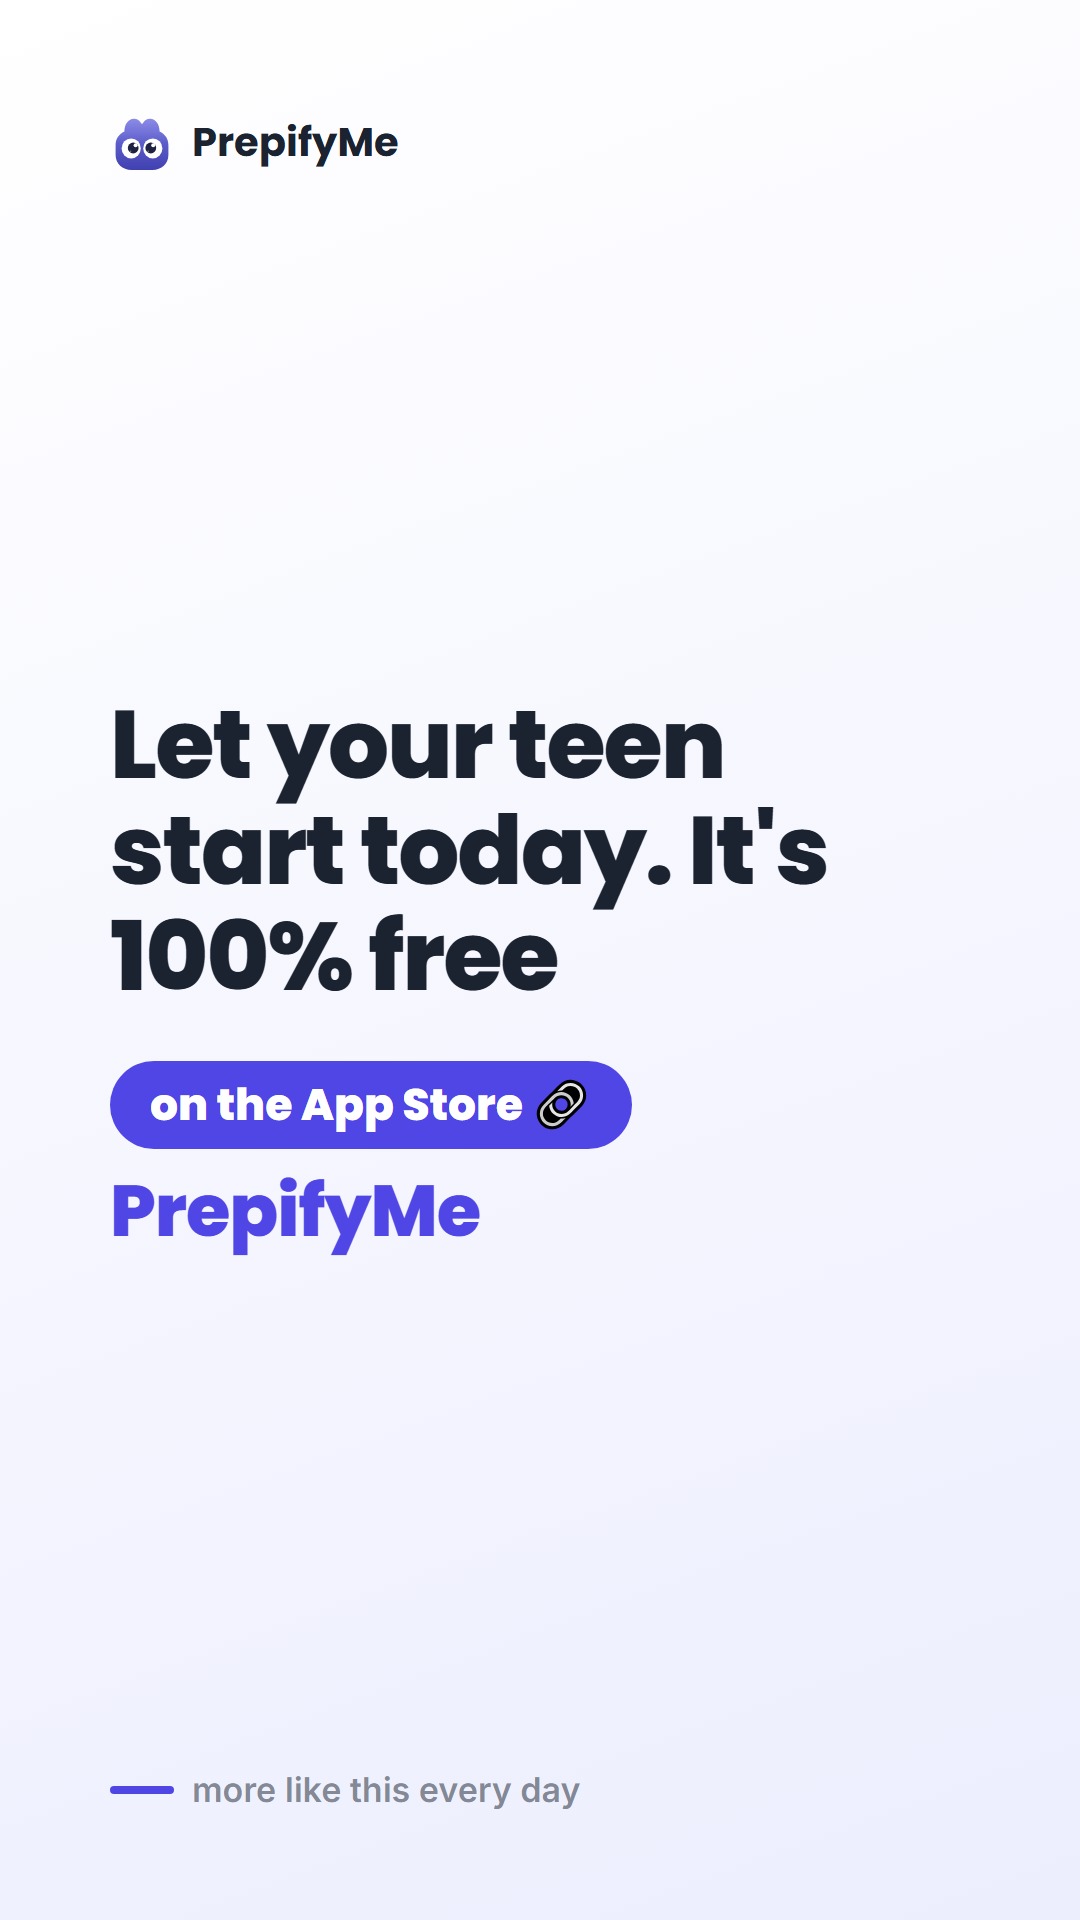 PrepifyMe
Let your teen
start today. It's
100% free
on the App Store 🔗
PrepifyMe
more like this every day